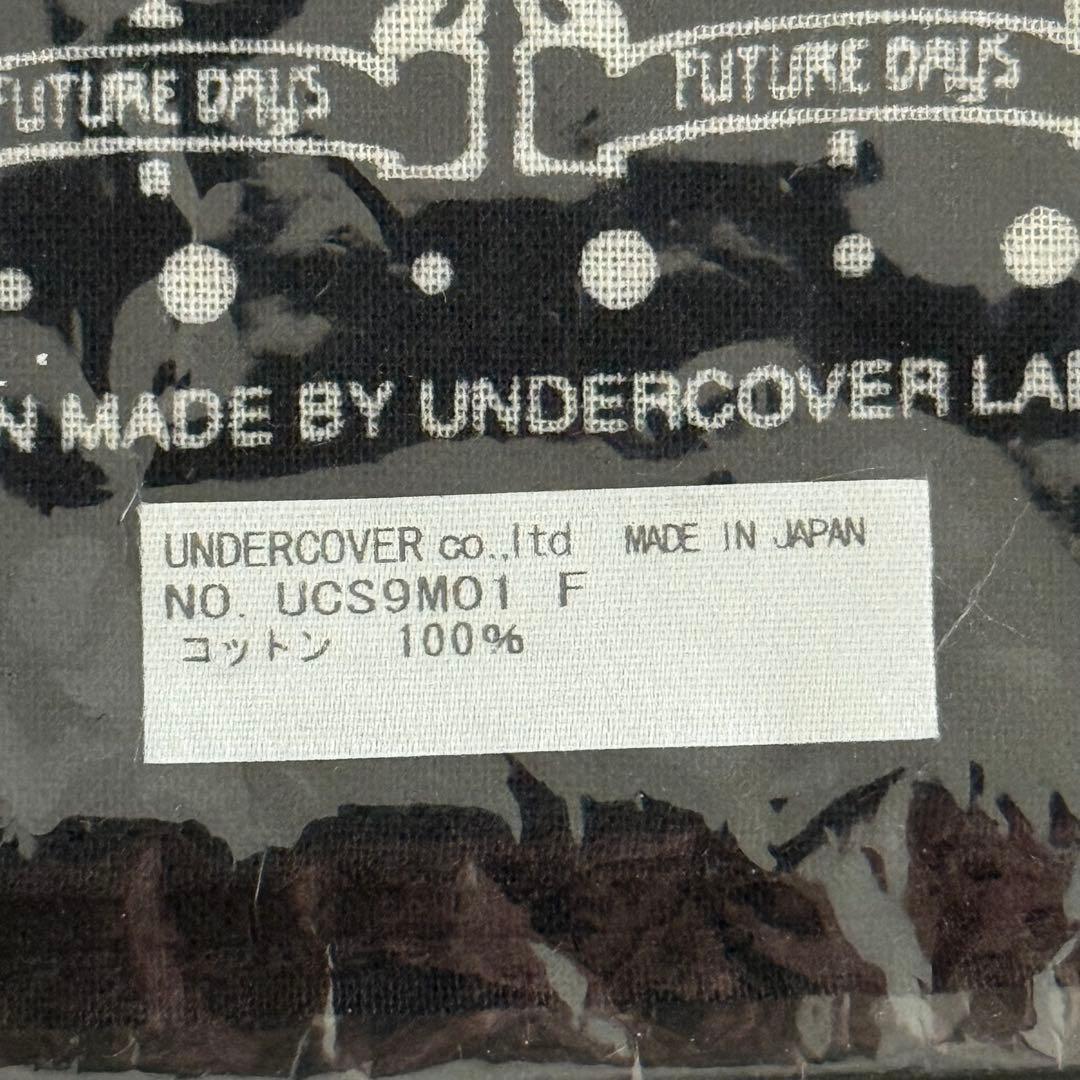 FUTURE DAYS FUTURE DAYS
MADE BY UNDERCOVER
UNDERCOVER co.,ltd MADE IN JAPAN
NO. UCS9M01 F
コットン 100%